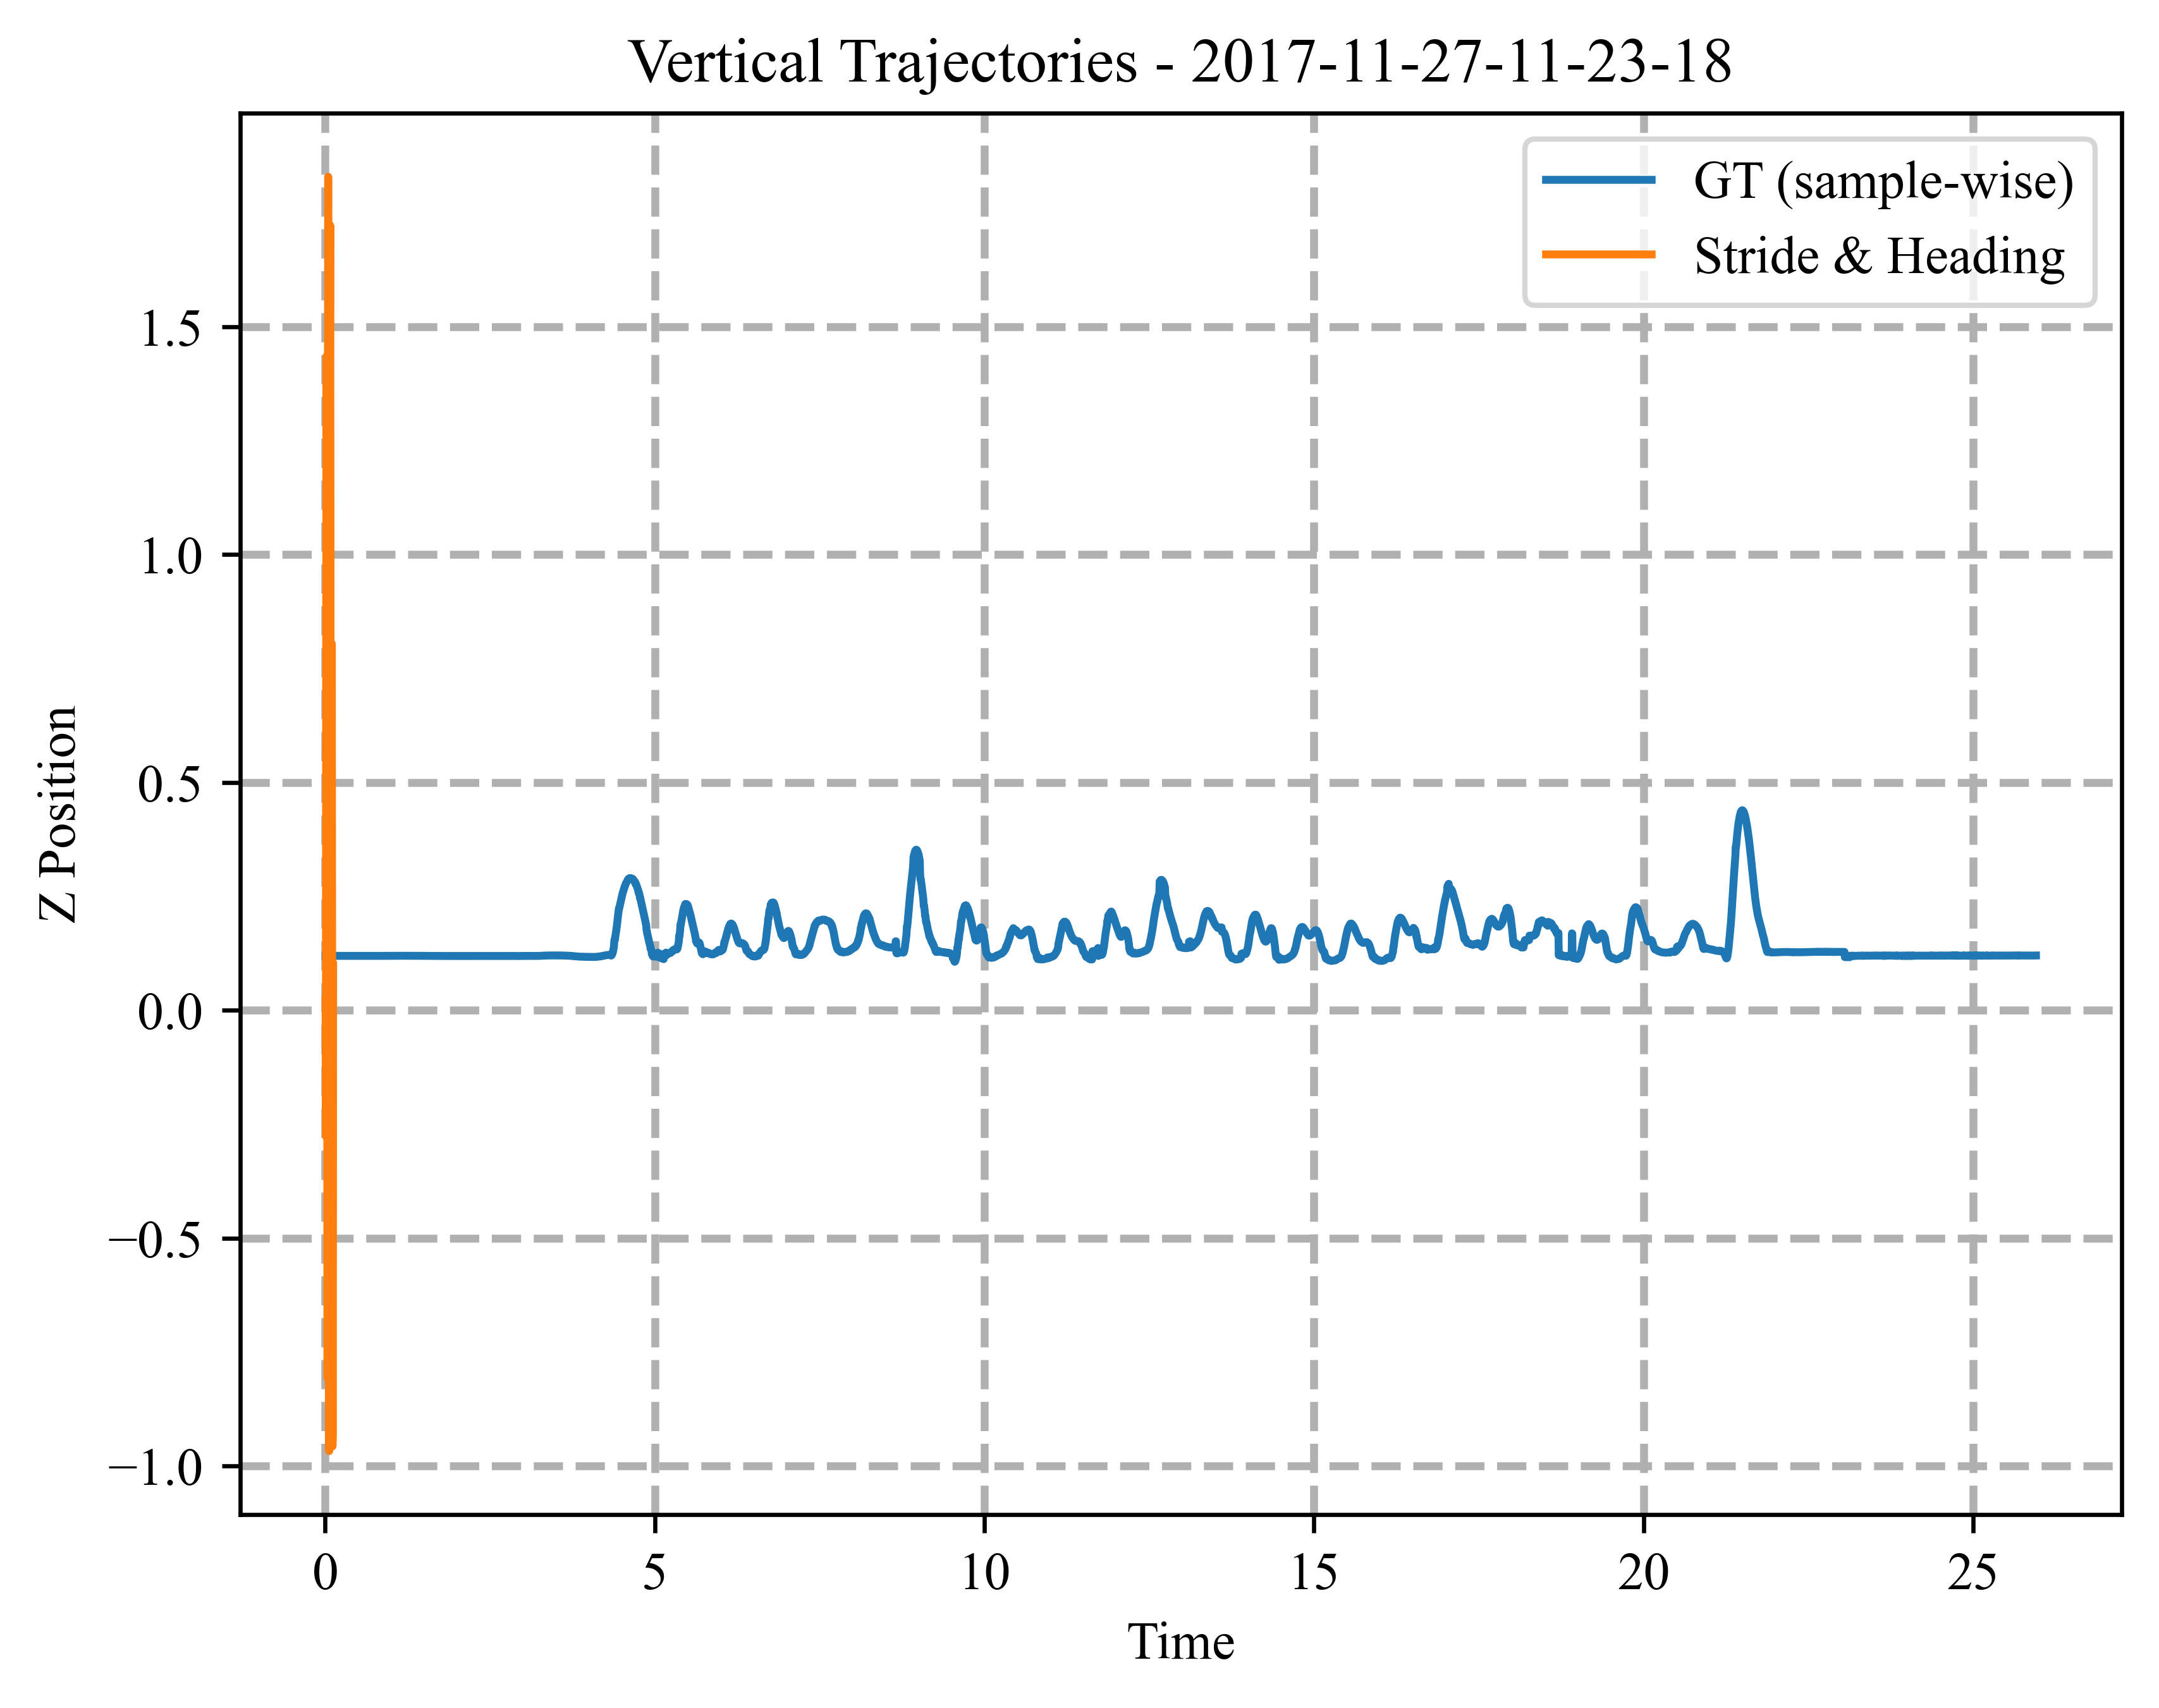 Vertical Trajectories - 2017-11-27-11-23-18
GT (sample-wise)
Stride & Heading
Z Position
1.5
1.0
0.5
0.0
−0.5
−1.0
0 5 10 15 20 25
Time